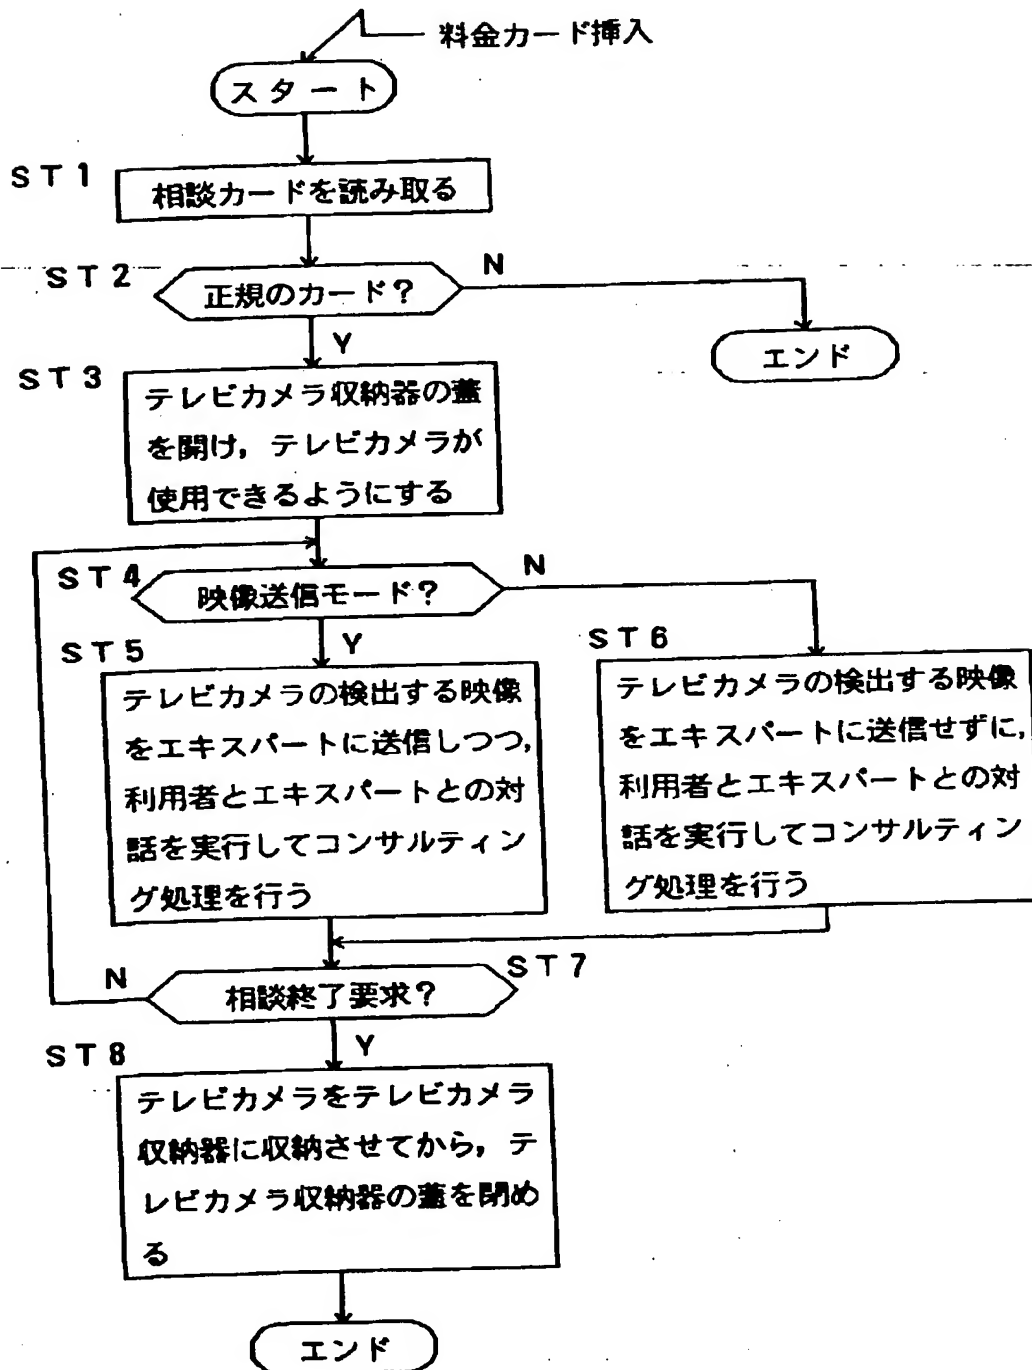 料金カード挿入
スタート
ST1
相談カードを読み取る
ST2
正規のカード?
N
Y
エンド
ST3
テレビカメラ収納器の蓋
を開け,テレビカメラが
使用できるようにする
ST4
映像送信モード?
N
Y
ST5
テレビカメラの検出する映像
をエキスパートに送信しつつ,
利用者とエキスパートとの対
話を実行してコンサルティン
グ処理を行う
ST6
テレビカメラの検出する映像
をエキスパートに送信せずに,
利用者とエキスパートとの対
話を実行してコンサルティン
グ処理を行う
ST7
相談終了要求?
N
Y
ST8
テレビカメラをテレビカメラ
収納器に収納させてから,テ
レビカメラ収納器の蓋を閉め
る
エンド